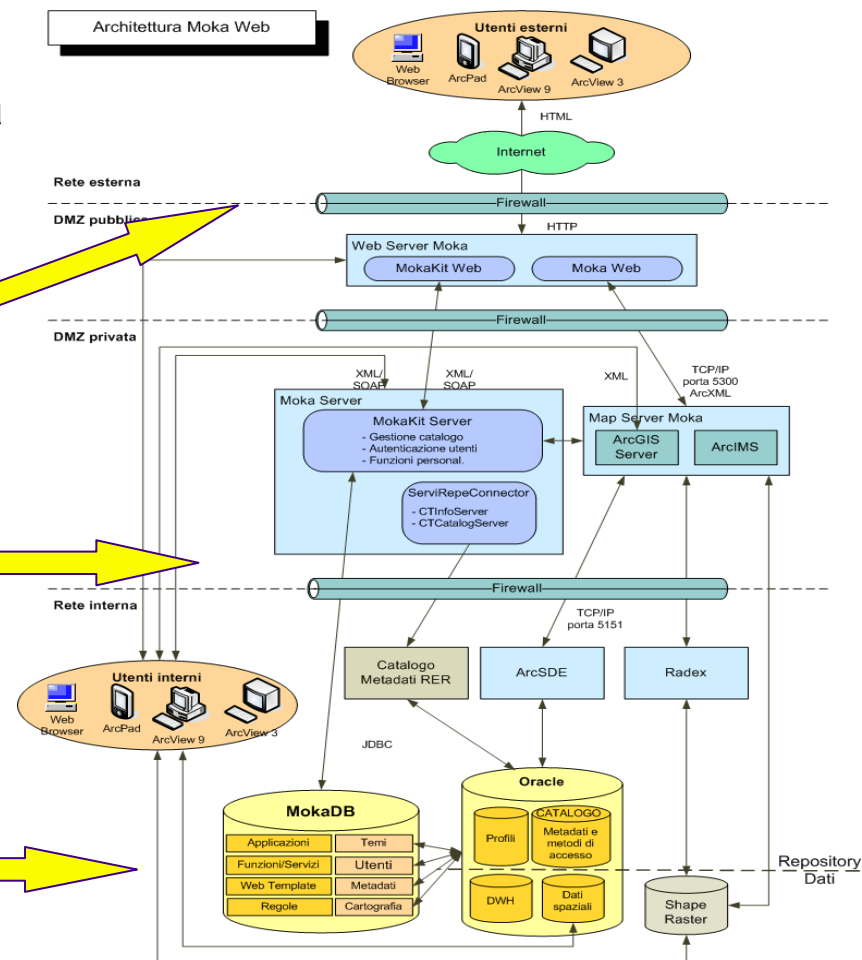 Architettura Moka Web
Utenti esterni
Web
Browser
ArcPad
ArcView 9
ArcView 3
HTML
Internet
Rete esterna
Firewall
DMZ pubblica
HTTP
Web Server Moka
MokaKit Web
Moka Web
Firewall
DMZ privata
XML/
SOAP
XML/
SOAP
XML
TCP/IP
porta 5300
ArcXML
Moka Server
MokaKit Server
- Gestione catalogo
- Autenticazione utenti
- Funzioni personal.
Map Server Moka
ArcGIS
Server
ArcIMS
ServiRepeConnector
- CTInfoServer
- CTCatalogServer
Firewall
Rete interna
TCP/IP
porta 5151
Catalogo
Metadati RER
ArcSDE
Radex
Utenti interni
Web
Browser
ArcPad
ArcView 9
ArcView 3
JDBC
MokaDB
Applicazioni
Temi
Funzioni/Servizi
Utenti
Web Template
Metadati
Regole
Cartografia
Oracle
Profili
CATALOGO
Metadati e
metodi di
accesso
DWH
Dati
spaziali
Repository
Dati
Shape
Raster